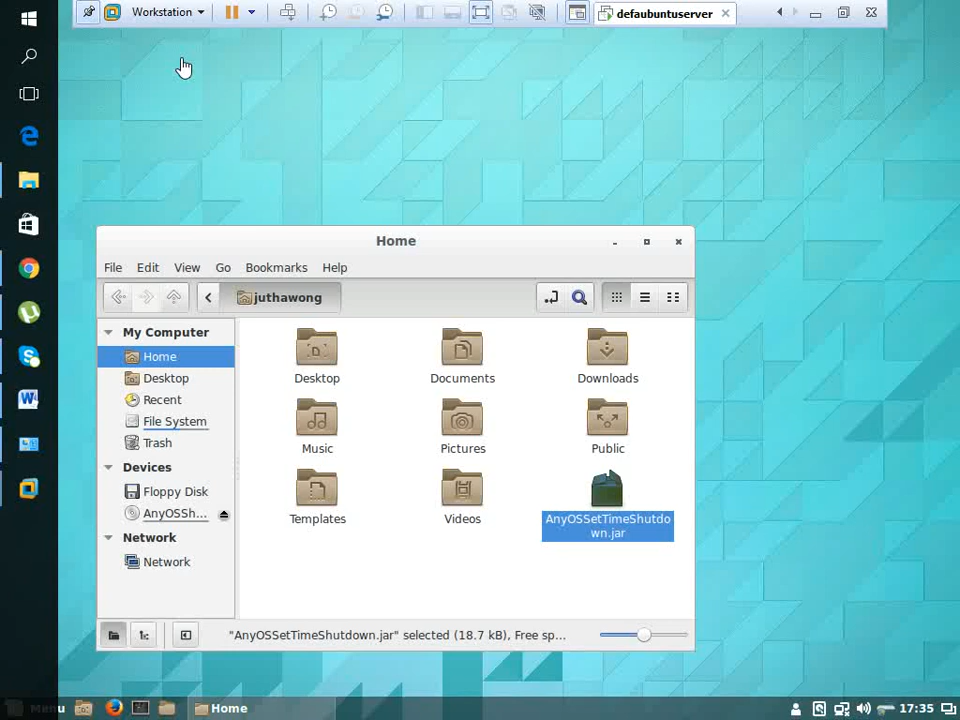 Workstation
defaubuntuserver
Home
File Edit View Go Bookmarks Help
juthawong
My Computer
Home
Desktop
Recent
File System
Trash
Devices
Floppy Disk
AnyOSSh...
Network
Network
Desktop Documents Downloads
Music Pictures Public
Templates Videos AnyOSSetTimeShutdo
wn.jar
"AnyOSSetTimeShutdown.jar" selected (18.7 kB), Free sp...
Menu Home 17:35